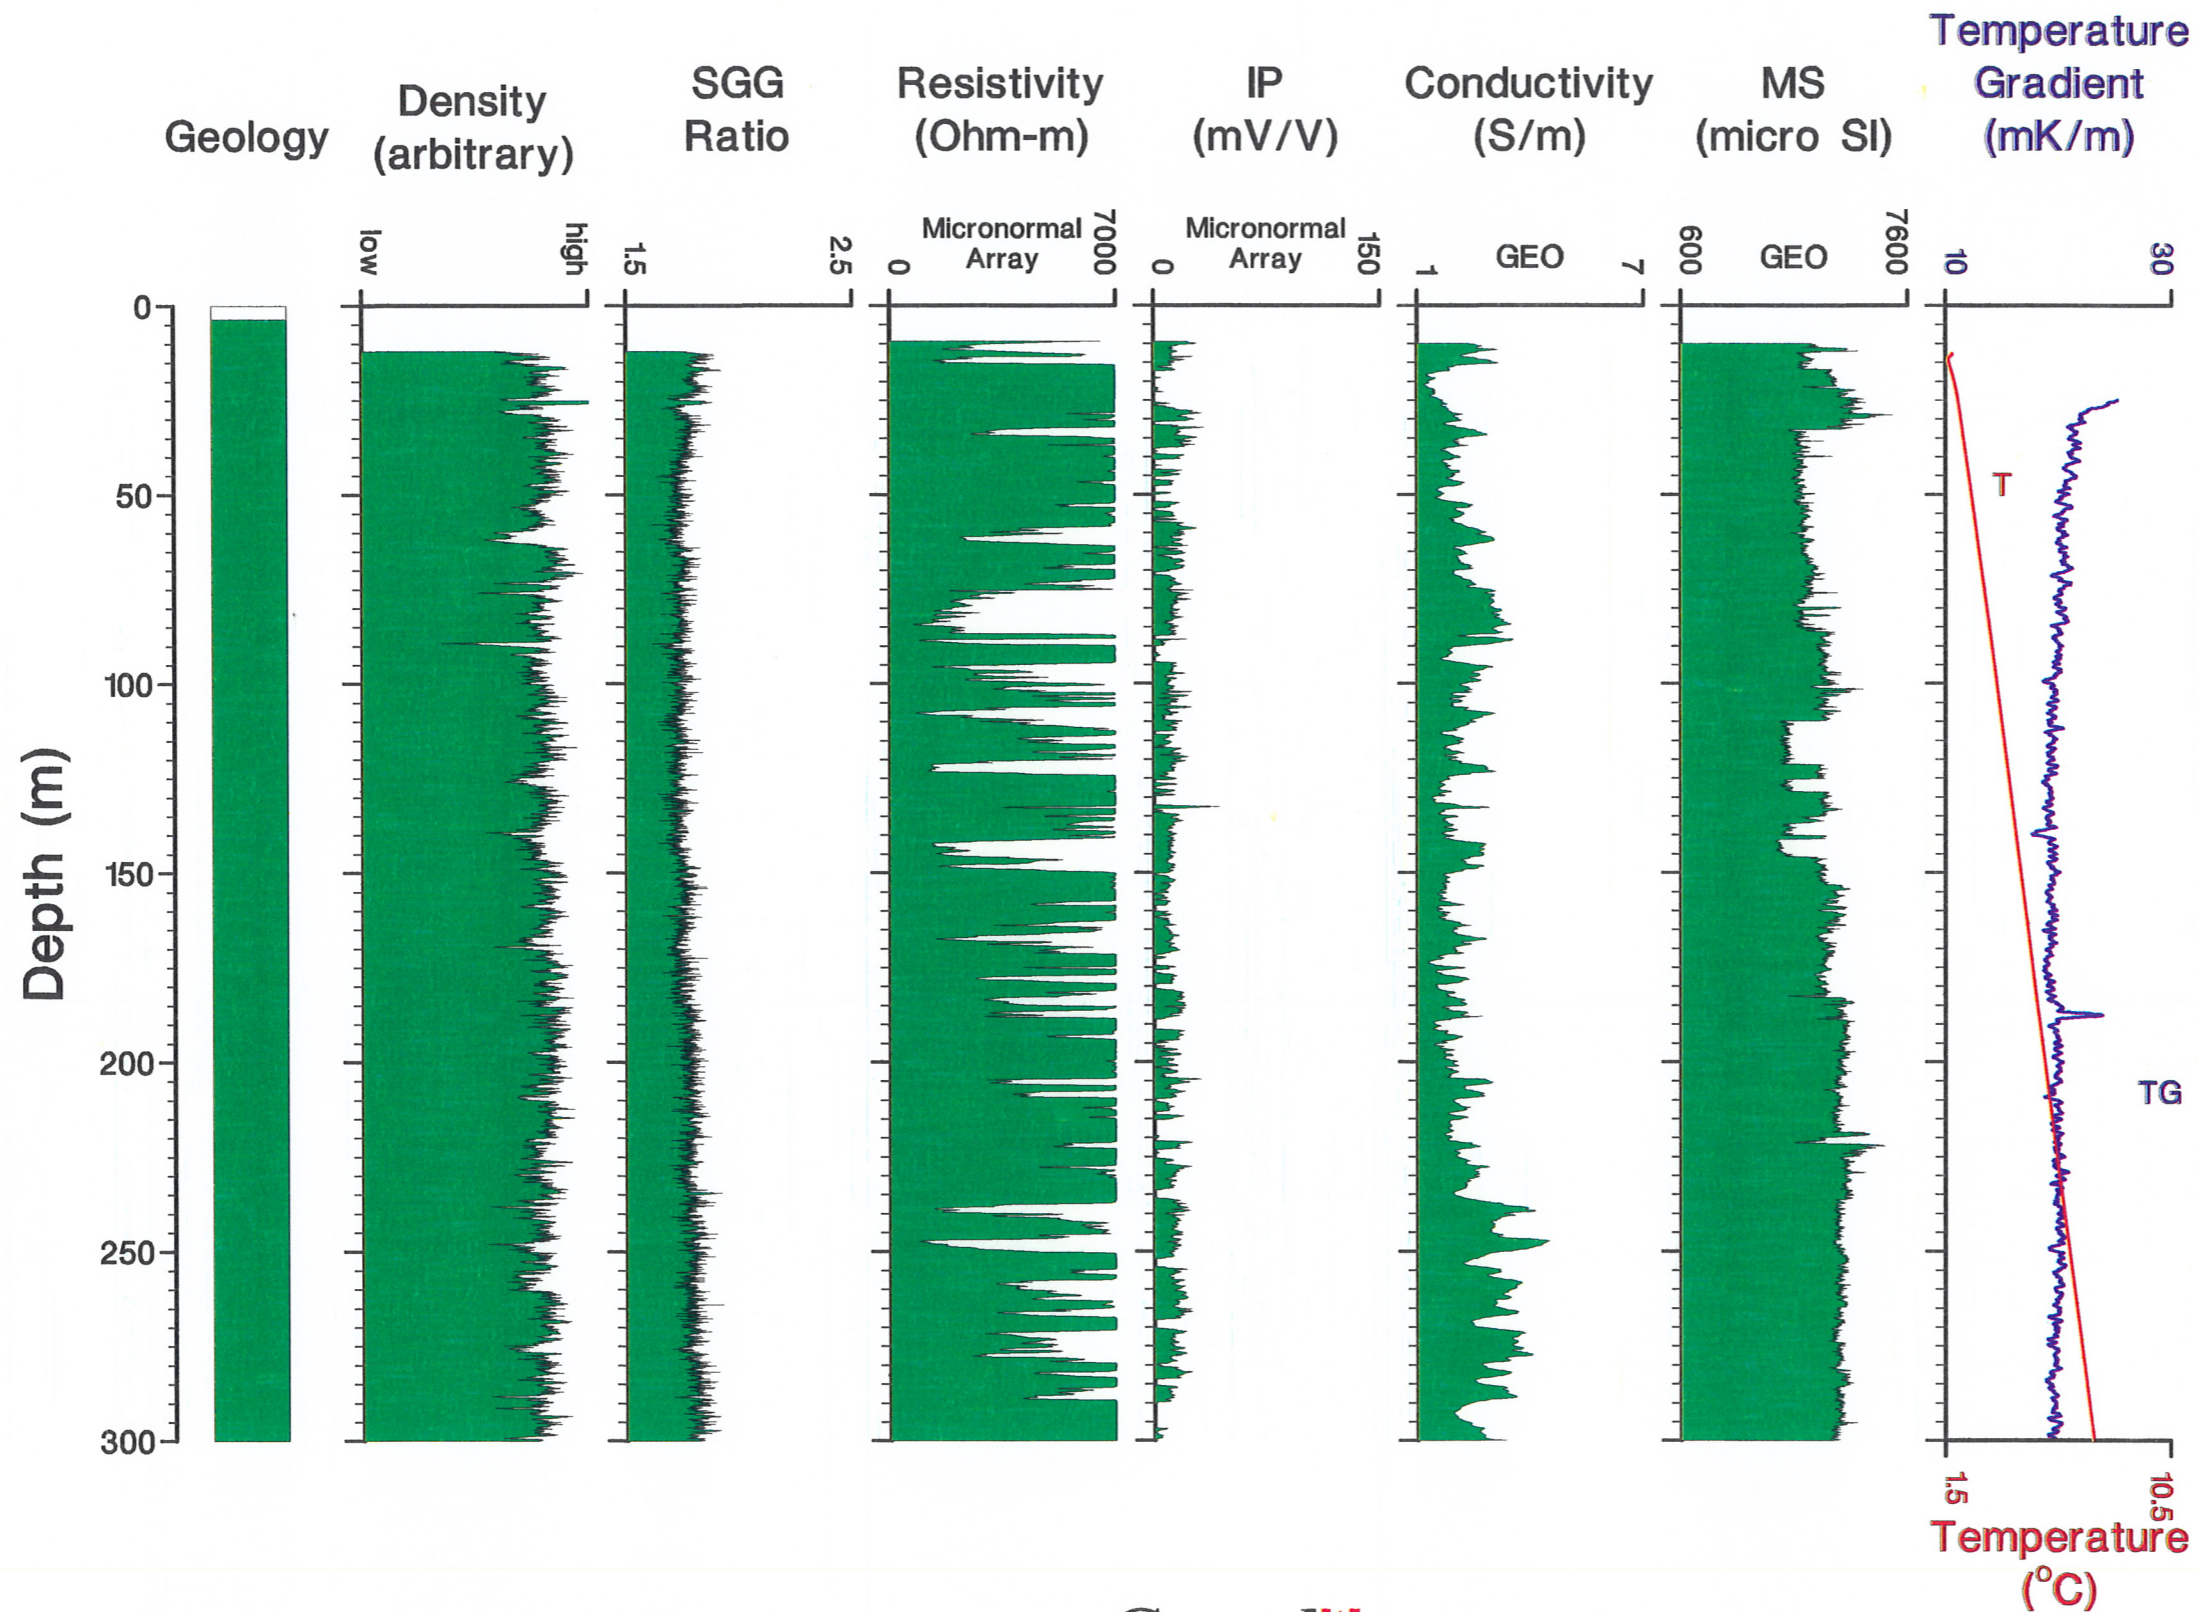 Geology
Density
(arbitrary)
SGG
Ratio
Resistivity
(Ohm-m)
IP
(mV/V)
Conductivity
(S/m)
MS
(micro SI)
Temperature
Gradient
(mK/m)
low
high
1.5
2.5
0
Micronormal
Array
7000
0
Micronormal
Array
150
1
GEO
7
600
GEO
7600
10
30
Depth (m)
0
50
100
150
200
250
300
T
TG
1.5
10.5
Temperature
(°C)